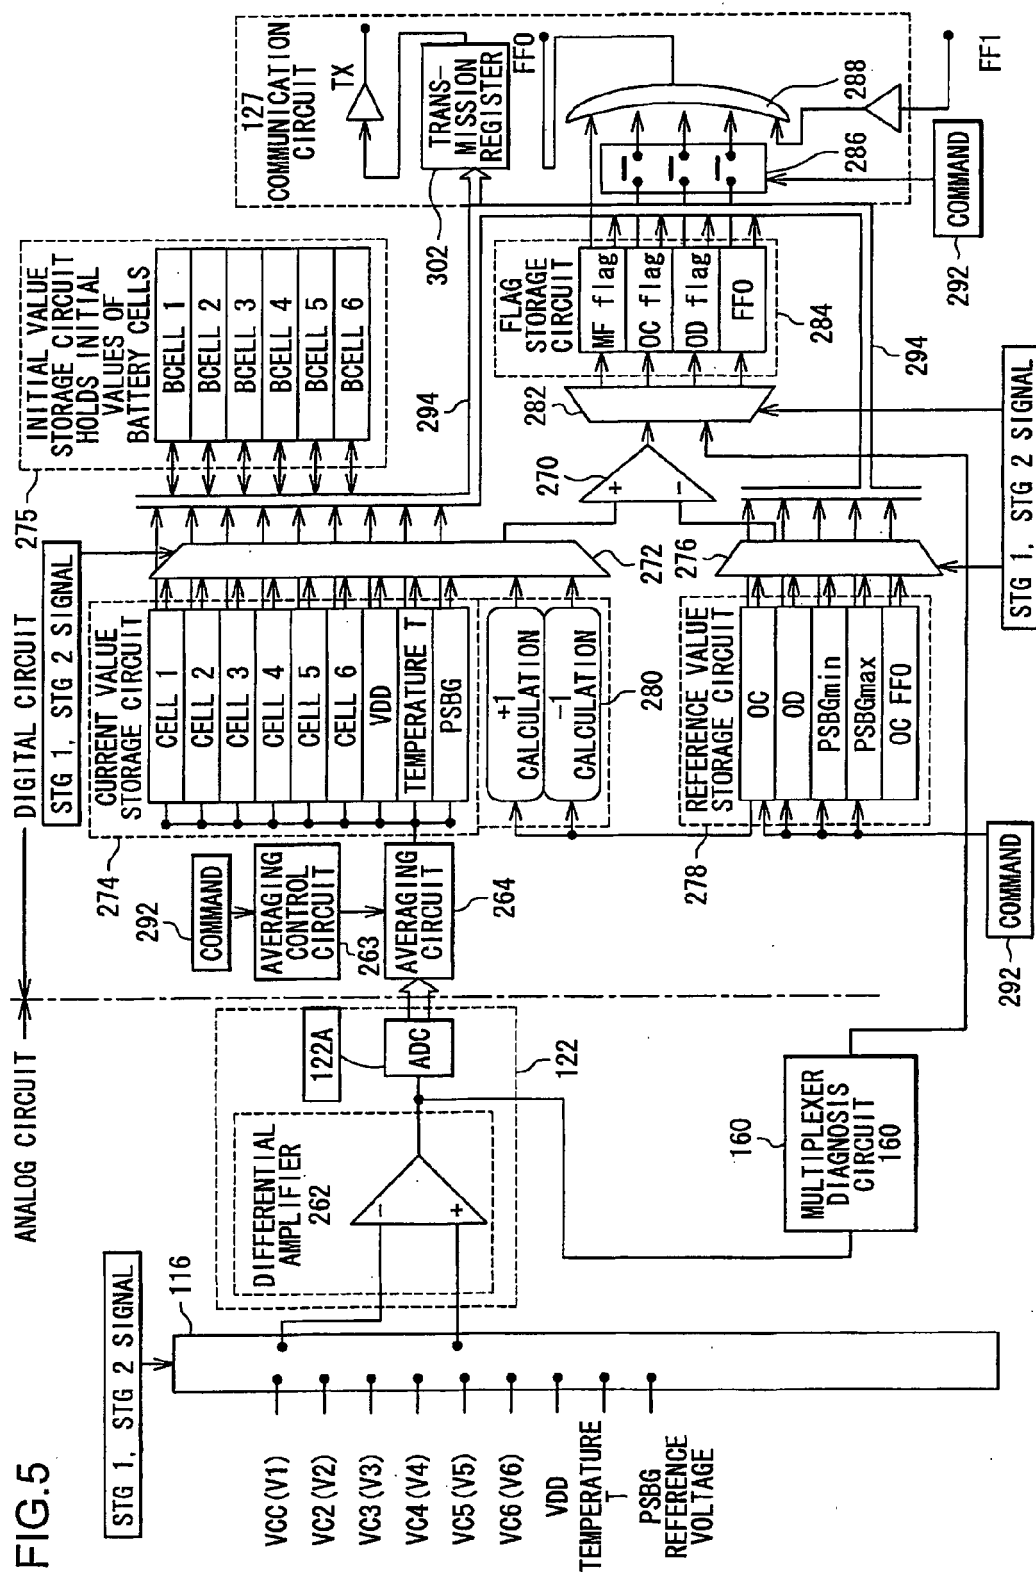 FIG.5
ANALOG CIRCUIT
DIGITAL CIRCUIT
STG 1, STG 2 SIGNAL
116
VCC(V1)
VC2(V2)
VC3(V3)
VC4(V4)
VC5(V5)
VC6(V6)
VDD
TEMPERATURE
T
PSBG
REFERENCE
VOLTAGE
DIFFERENTIAL
AMPLIFIER
262
-
+
122A
ADC
122
160
MULTIPLEXER
DIAGNOSIS
CIRCUIT
160
292
COMMAND
AVERAGING
CONTROL
CIRCUIT
263
AVERAGING
CIRCUIT
264
274
STG 1, STG 2 SIGNAL
CURRENT VALUE
STORAGE CIRCUIT
CELL 1
CELL 2
CELL 3
CELL 4
CELL 5
CELL 6
VDD
TEMPERATURE T
PSBG
+1
CALCULATION
-1
CALCULATION
280
272
REFERENCE VALUE
STORAGE CIRCUIT
OC
OD
PSBGmin
PSBGmax
OC FFO
278
276
292
COMMAND
275
INITIAL VALUE
STORAGE CIRCUIT
HOLDS INITIAL
VALUES OF
BATTERY CELLS
BCELL 1
BCELL 2
BCELL 3
BCELL 4
BCELL 5
BCELL 6
294
270
+
-
282
FLAG
STORAGE
CIRCUIT
MF flag
OC flag
OD flag
FFO
284
294
STG 1, STG 2 SIGNAL
127
COMMUNICATION
CIRCUIT
TX
TRANS-
MISSION
REGISTER
302
FFO
288
286
292
COMMAND
FF1